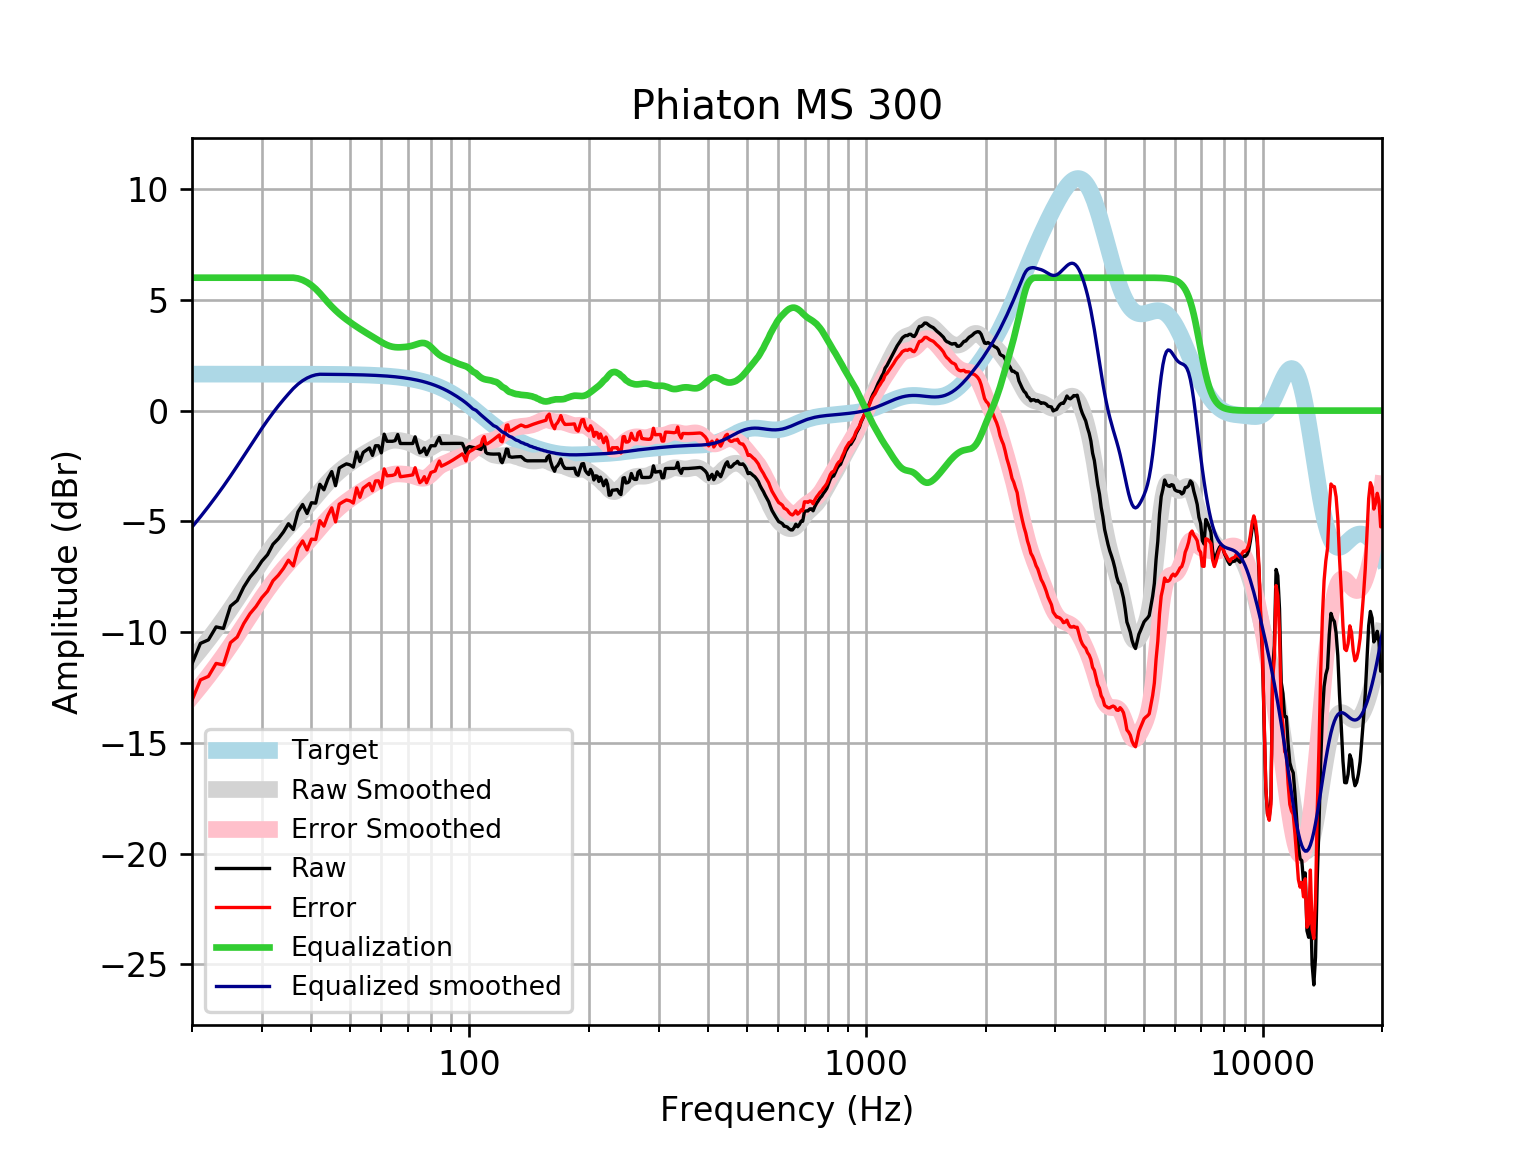 Phiaton MS 300
Amplitude (dBr)
10
5
0
−5
−10
−15
−20
−25
Target
Raw Smoothed
Error Smoothed
Raw
Error
Equalization
Equalized smoothed
100 1000 10000
Frequency (Hz)